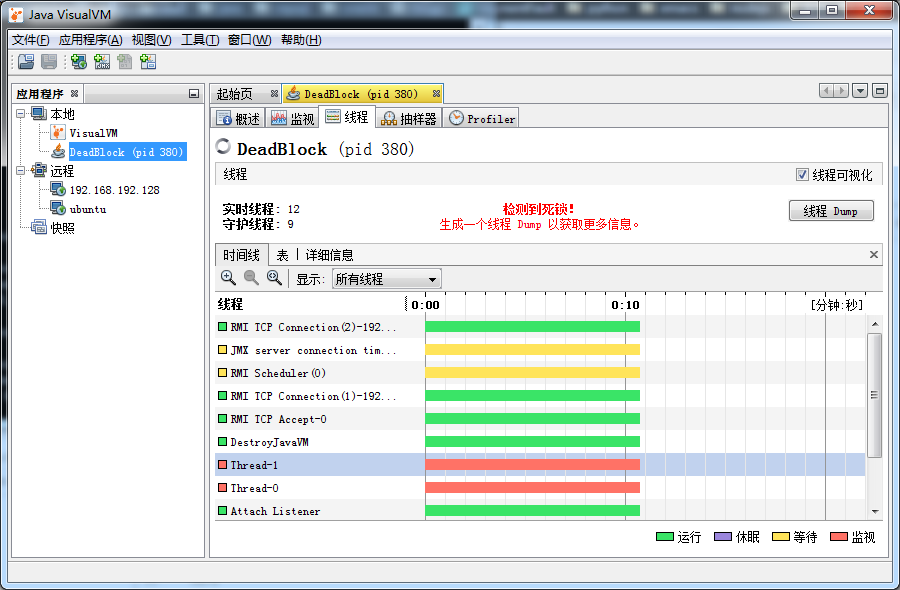 Java VisualVM
文件(F) 应用程序(A) 视图(V) 工具(T) 窗口(W) 帮助(H)
应用程序
本地
VisualVM
DeadBlock (pid 380)
远程
192.168.192.128
ubuntu
快照
起始页 DeadBlock (pid 380)
概述 监视 线程 抽样器 Profiler
DeadBlock (pid 380)
线程 线程可视化
实时线程: 12
守护线程: 9
检测到死锁!
生成一个线程 Dump 以获取更多信息。
线程 Dump
时间线 表 详细信息
显示: 所有线程
线程 0:00 0:10 [分钟:秒]
RMI TCP Connection(2)-192...
JMX server connection tim...
RMI Scheduler(0)
RMI TCP Connection(1)-192...
RMI TCP Accept-0
DestroyJavaVM
Thread-1
Thread-0
Attach Listener
运行 休眠 等待 监视